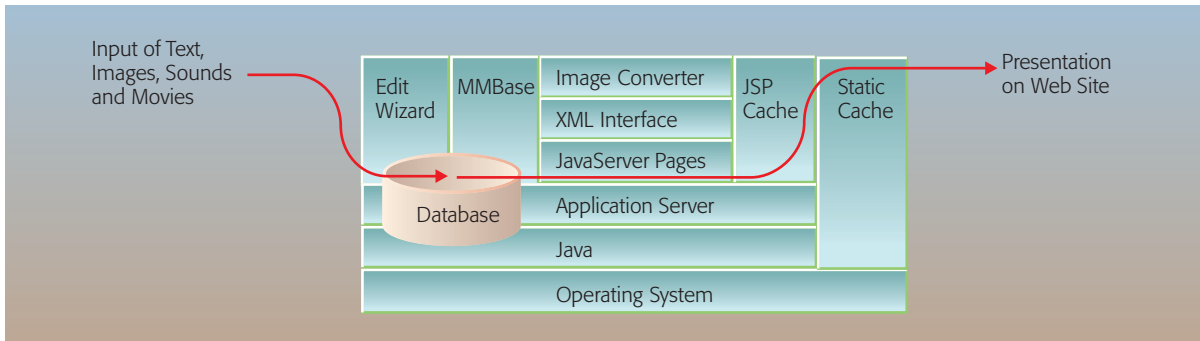 Input of Text,
Images, Sounds
and Movies
Edit
Wizard
MMBase
Image Converter
XML Interface
JavaServer Pages
JSP
Cache
Static
Cache
Presentation
on Web Site
Database
Application Server
Java
Operating System